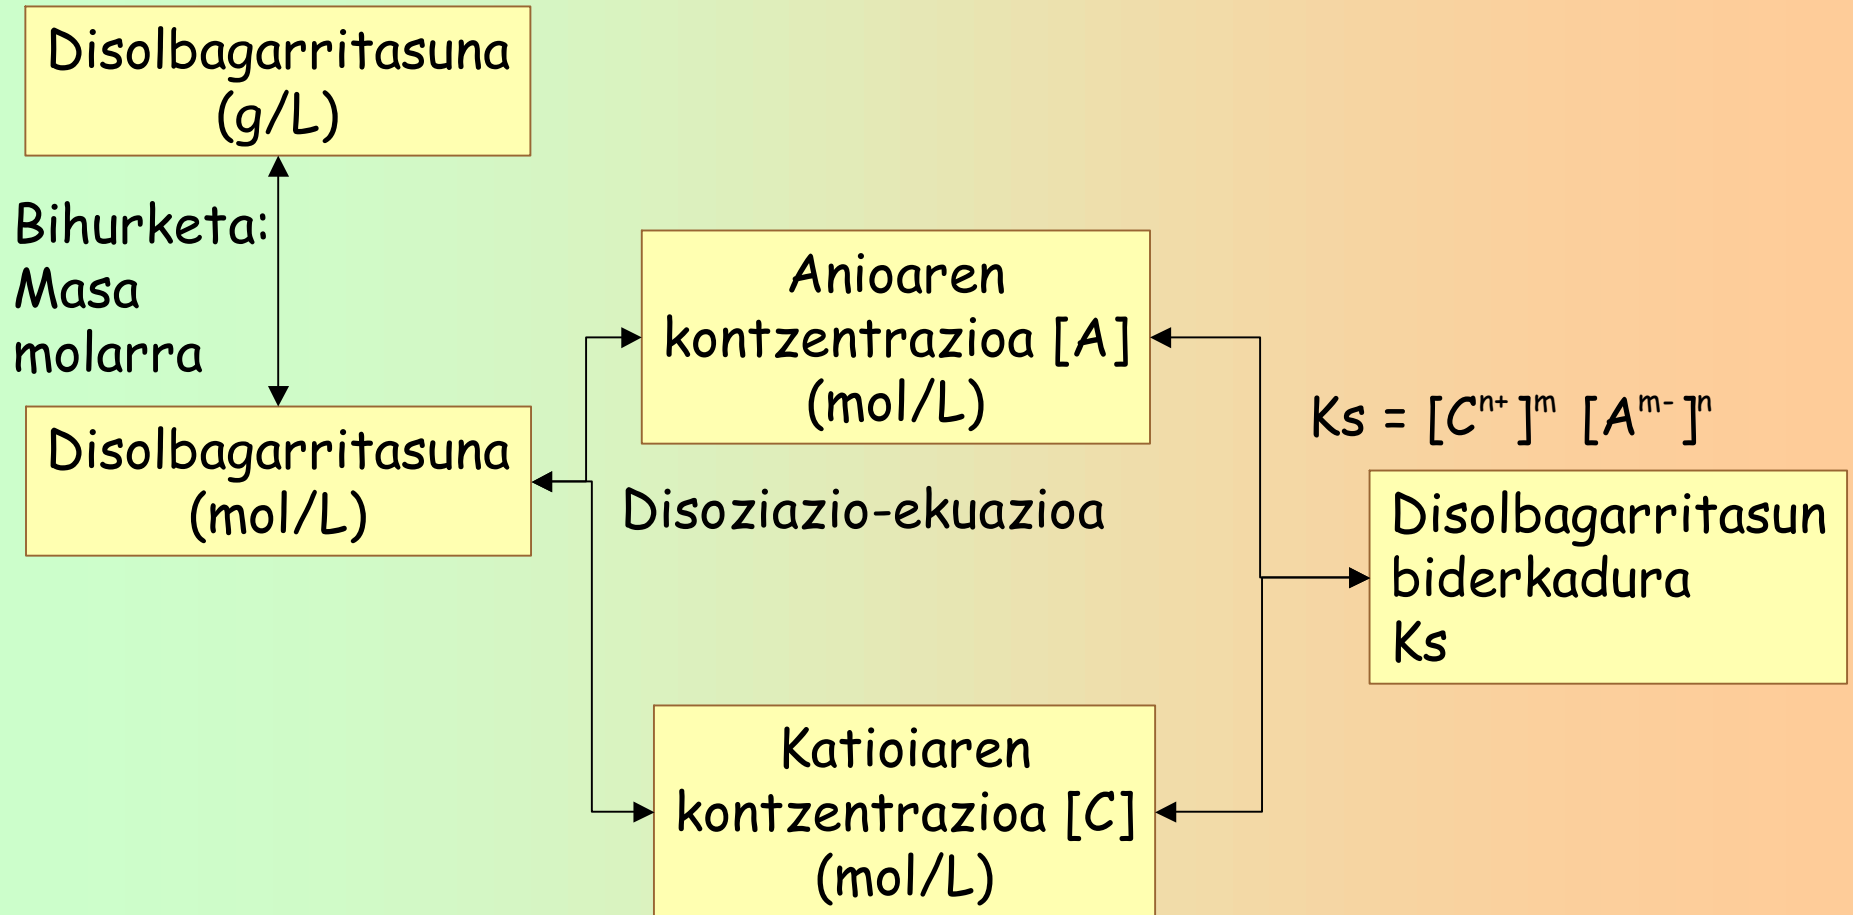 Disolbagarritasuna
(g/L)
Bihurketa:
Masa
molarra
Disolbagarritasuna
(mol/L)
Anioaren
kontzentrazioa [A]
(mol/L)
Disoziazio-ekuazioa
Katioiaren
kontzentrazioa [C]
(mol/L)
Ks = [Cⁿ⁺]ᵐ [Aᵐ⁻]ⁿ
Disolbagarritasun
biderkadura
Ks